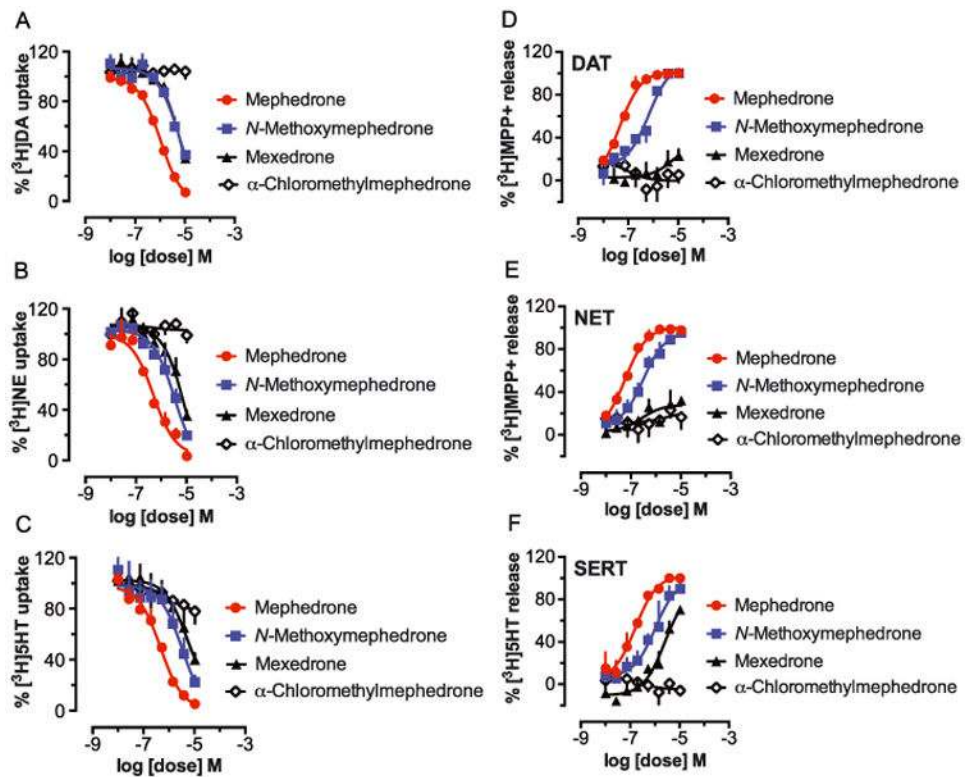 A
% [³H]DA uptake
120
80
40
0
-9
-7
-5
-3
log [dose] M
Mephedrone
N-Methoxymephedrone
Mexedrone
α-Chloromethylmephedrone
B
% [³H]NE uptake
120
80
40
0
-9
-7
-5
-3
log [dose] M
Mephedrone
N-Methoxymephedrone
Mexedrone
α-Chloromethylmephedrone
C
% [³H]5HT uptake
120
80
40
0
-9
-7
-5
-3
log [dose] M
Mephedrone
N-Methoxymephedrone
Mexedrone
α-Chloromethylmephedrone
D
DAT
% [³H]MPP+ release
120
80
40
0
-9
-7
-5
-3
log [dose] M
Mephedrone
N-Methoxymephedrone
Mexedrone
α-Chloromethylmephedrone
E
NET
% [³H]MPP+ release
120
80
40
0
-9
-7
-5
-3
log [dose] M
Mephedrone
N-Methoxymephedrone
Mexedrone
α-Chloromethylmephedrone
F
SERT
% [³H]5HT release
120
80
40
0
-9
-7
-5
-3
log [dose] M
Mephedrone
N-Methoxymephedrone
Mexedrone
α-Chloromethylmephedrone